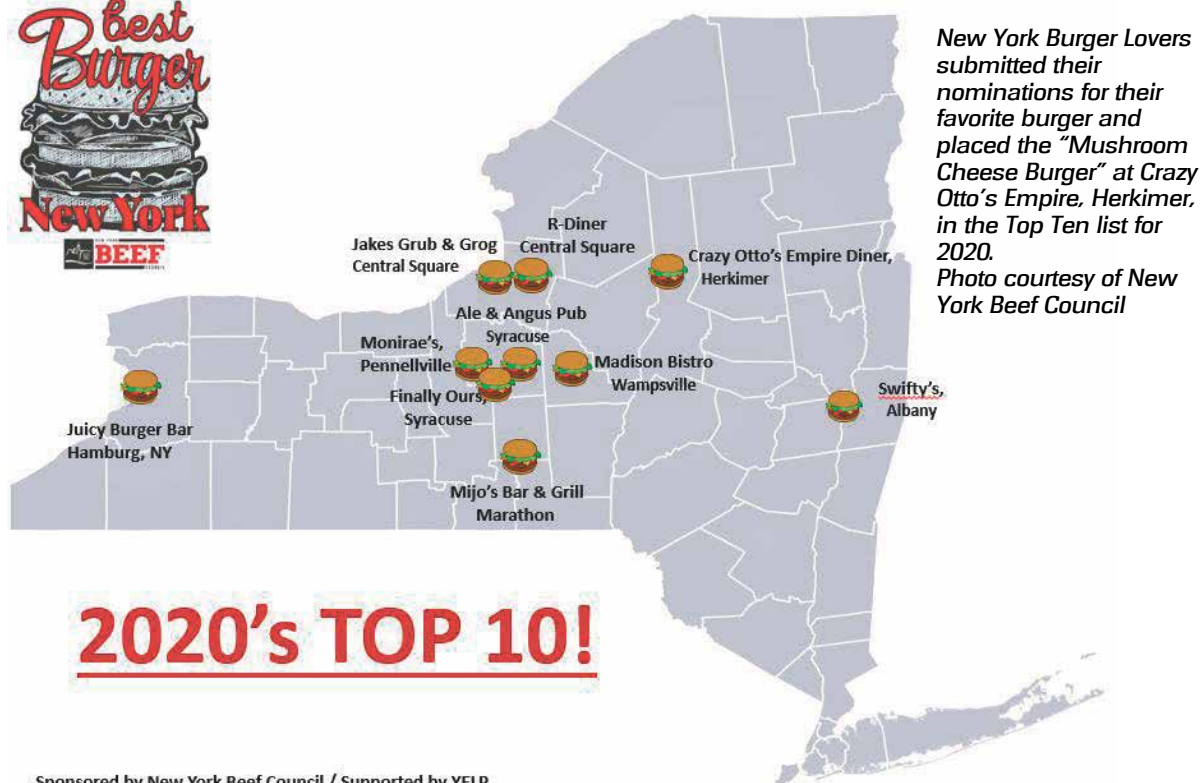 Best
Burger
New York
BEEF
New York Burger Lovers
submitted their
nominations for their
favorite burger and
placed the “Mushroom
Cheese Burger” at Crazy
Otto’s Empire, Herkimer,
in the Top Ten list for
2020.
Photo courtesy of New
York Beef Council
R-Diner
Central Square
Jakes Grub & Grog
Central Square
Crazy Otto's Empire Diner,
Herkimer
Ale & Angus Pub
Syracuse
Monirae's,
Pennellville
Madison Bistro
Wampsville
Finally Ours,
Syracuse
Swifty's,
Albany
Juicy Burger Bar
Hamburg, NY
Mijo's Bar & Grill
Marathon
2020's TOP 10!
Sponsored by New York Beef Council / Supported by YELP